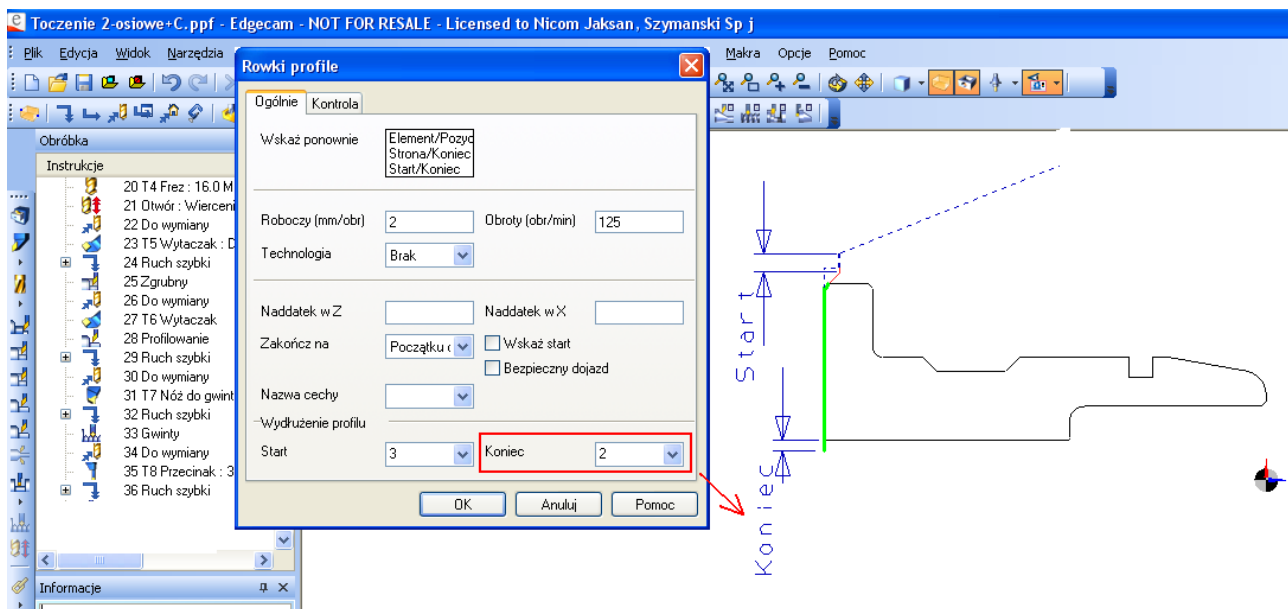 Toczenie 2-osiowe+C.ppf - Edgecam - NOT FOR RESALE - Licensed to Nicom Jaksan, Szymanski Sp j
Plik Edycja Widok Narzędzia Makra Opcje Pomoc
Obróbka
Instrukcje
20 T4 Frez : 16.0 M
21 Otwór : Wierceni
22 Do wymiany
23 T5 Wytaczak : D
24 Ruch szybki
25 Zgrubny
26 Do wymiany
27 T6 Wytaczak
28 Profilowanie
29 Ruch szybki
30 Do wymiany
31 T7 Nóż do gwint
32 Ruch szybki
33 Gwinty
34 Do wymiany
35 T8 Przecinak : 3
36 Ruch szybki
Informacje
Rowki profile
Ogólnie Kontrola
Wskaż ponownie
Element/Pozyc
Strona/Koniec
Start/Koniec
Roboczy (mm/obr) 2 Obroty (obr/min) 125
Technologia Brak
Naddatek w Z Naddatek w X
Zakończ na Początku Wskaż start
Bezpieczny dojazd
Nazwa cechy
Wydłużenie profilu
Start 3 Koniec 2
OK Anuluj Pomoc
Start
Koniec